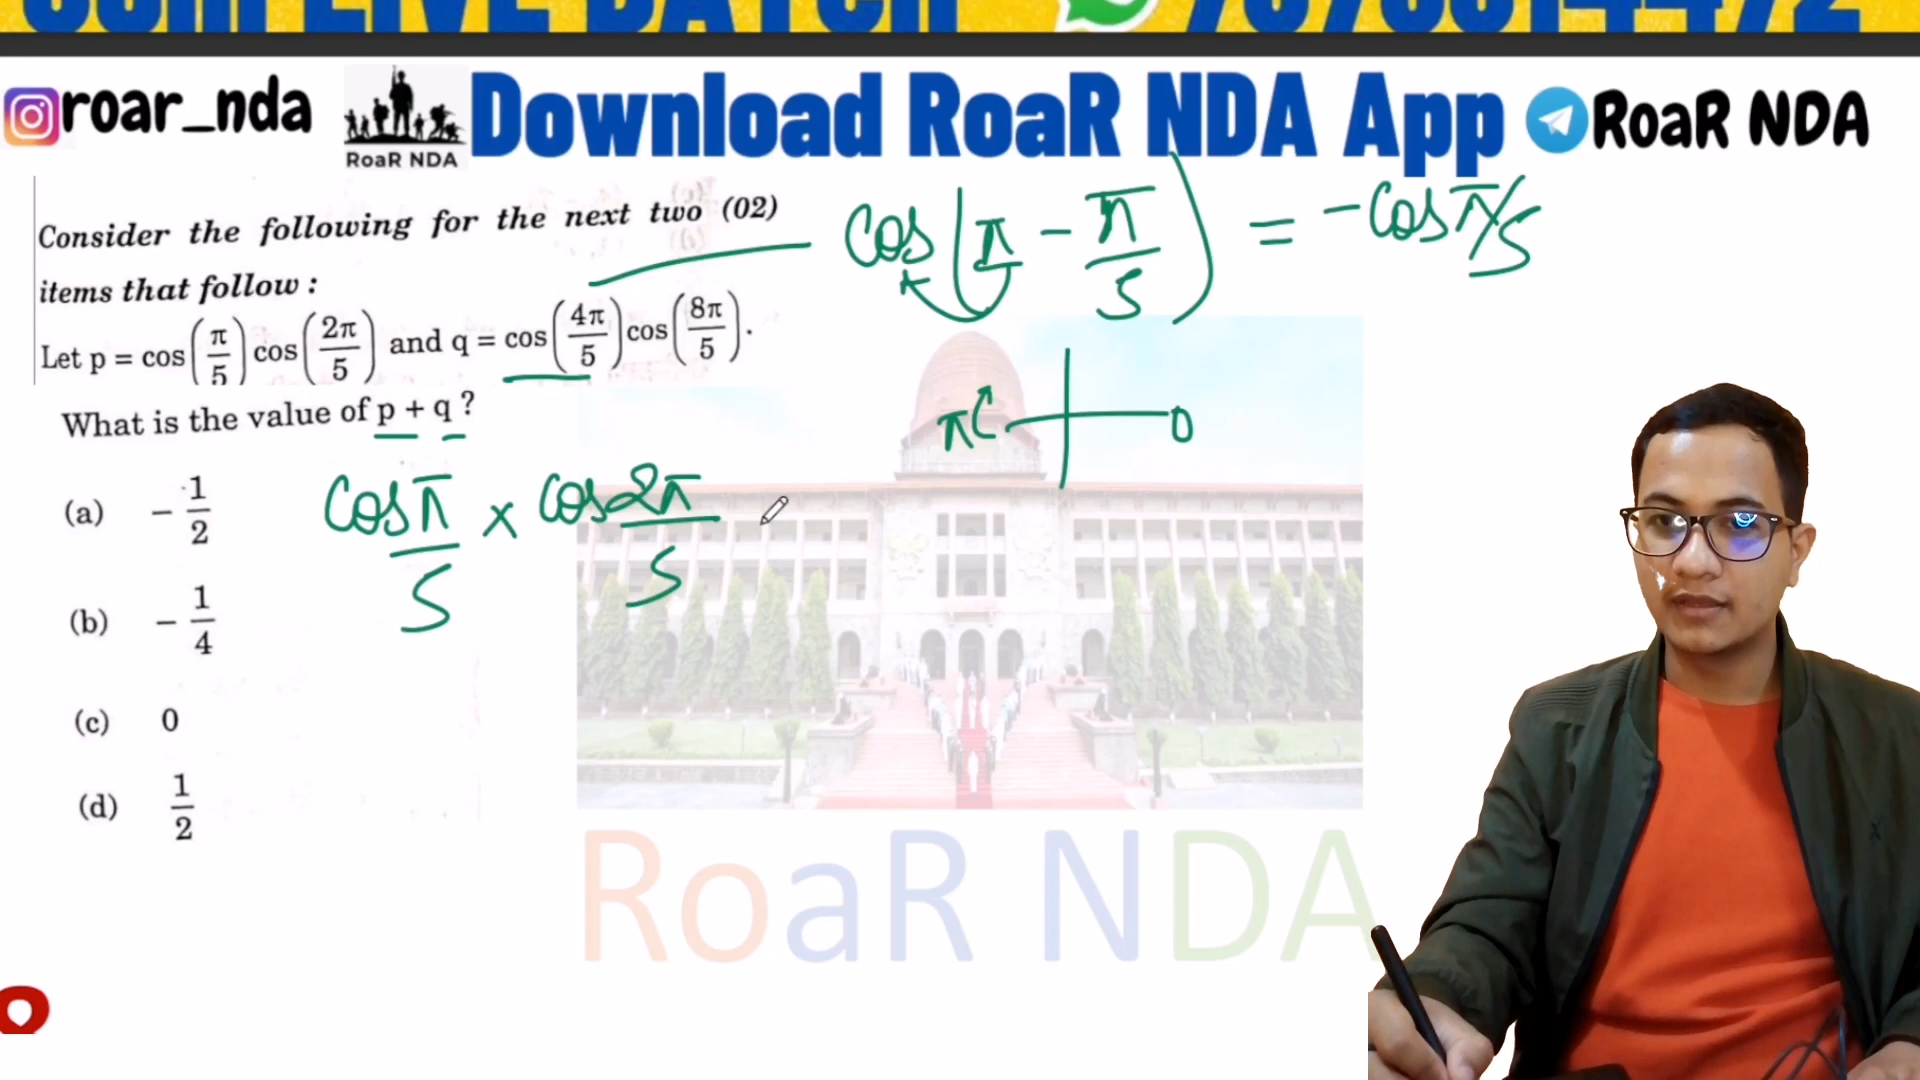 roar_nda RoaR NDA Download RoaR NDA App RoaR NDA
Consider the following for the next two (02)
items that follow :
Let p = cos(π/5) cos(2π/5) and q = cos(4π/5) cos(8π/5).
What is the value of p + q ?
(a) - 1/2
(b) - 1/4
(c) 0
(d) 1/2
cos(π - π/5) = -cos π/5
π 0
cos π/5 × cos 2π/5
RoaR NDA